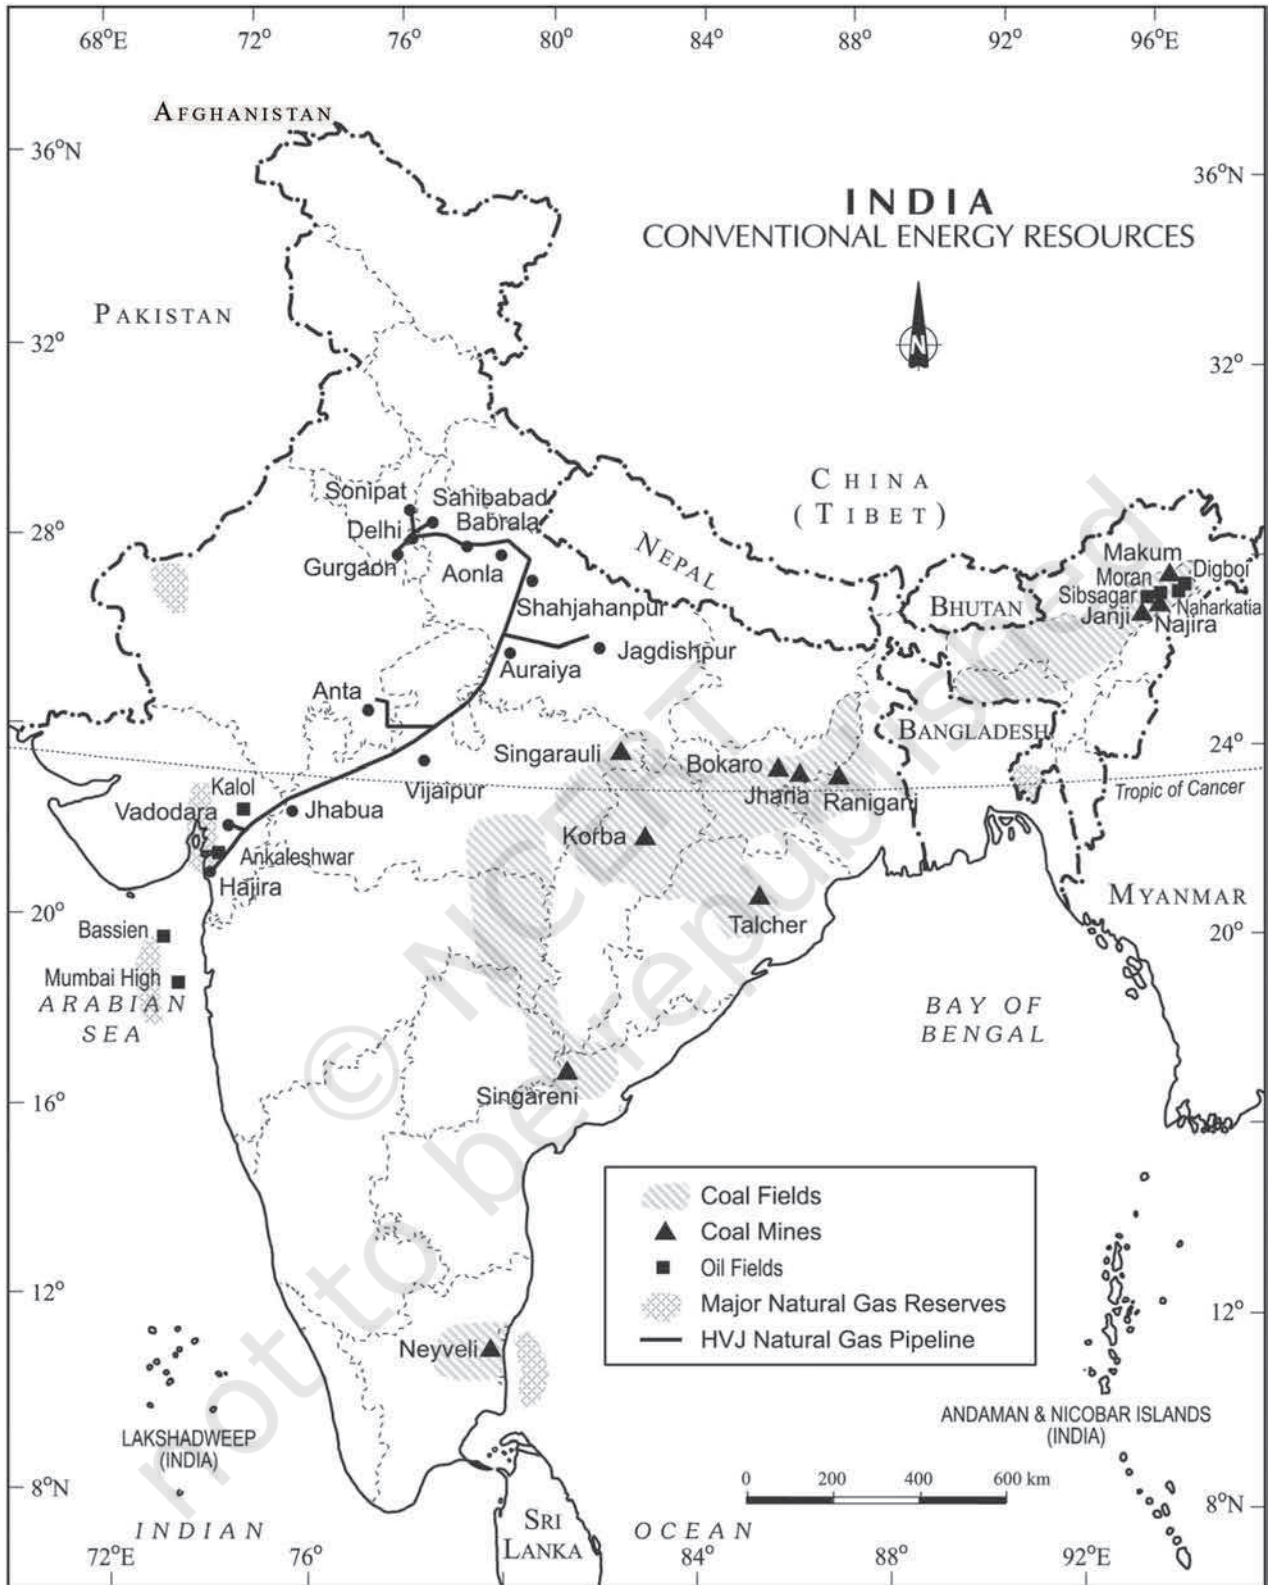 68°E 72° 76° 80° 84° 88° 92° 96°E
AFGHANISTAN
36°N
36°N
INDIA
CONVENTIONAL ENERGY RESOURCES
PAKISTAN
N
32°
32°
CHINA
(TIBET)
Sonipat
Sahibabad
Delhi
Babrala
28°
28°
NEPAL
Gurgaon
Aonla
Makum
Moran
Digboi
Sibsagar
Naharkatia
Janji
Najira
BHUTAN
Shahjahanpur
Jagdishpur
Auraiya
Anta
BANGLADESH
24°
Singarauli
Bokaro
Jharia
Raniganj
Tropic of Cancer
Vijaipur
Kalol
Vadodara
Jhabua
Korba
Ankaleshwar
Hajira
MYANMAR
20°
20°
Bassien
Talcher
Mumbai High
ARABIAN
SEA
BAY OF
BENGAL
Singareni
16°
Coal Fields
Coal Mines
Oil Fields
Major Natural Gas Reserves
HVJ Natural Gas Pipeline
12°
12°
Neyveli
LAKSHADWEEP
(INDIA)
ANDAMAN & NICOBAR ISLANDS
(INDIA)
0 200 400 600 km
8°N
8°N
INDIAN
OCEAN
SRI
LANKA
72°E 76° 84° 88° 92°E
© NCERT
not to be republished